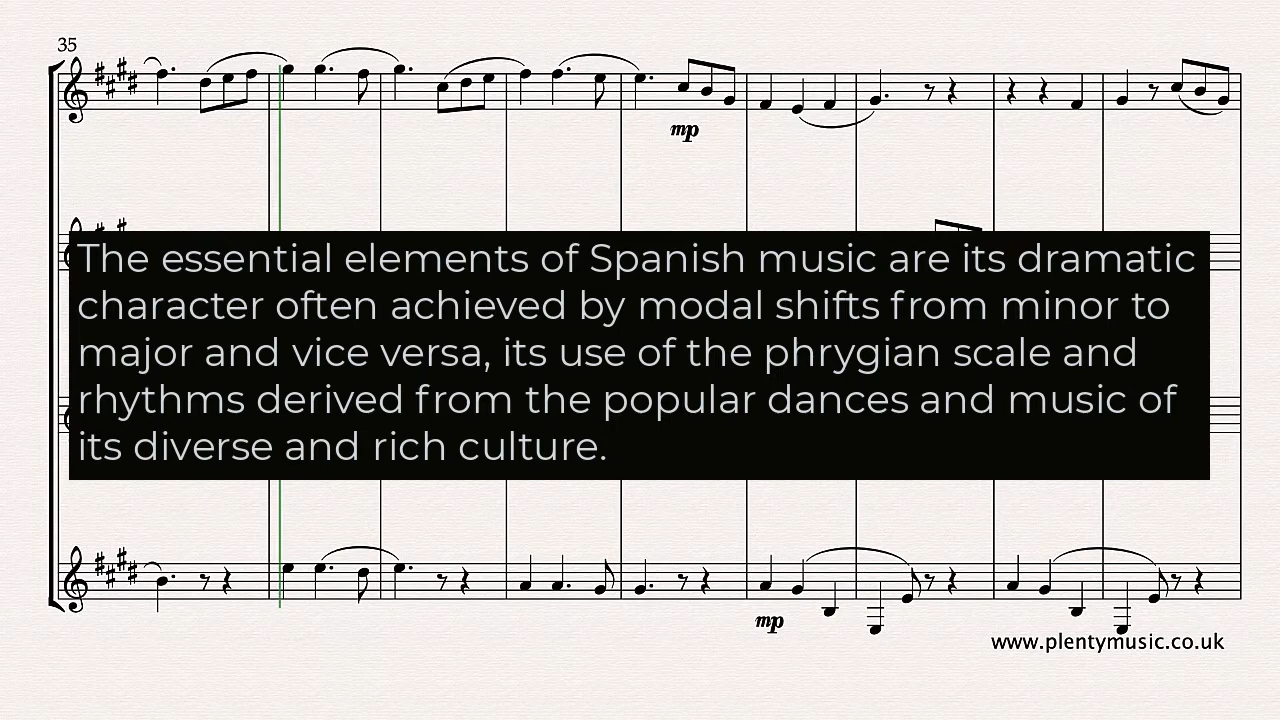 35
mp
The essential elements of Spanish music are its dramatic
character often achieved by modal shifts from minor to
major and vice versa, its use of the phrygian scale and
rhythms derived from the popular dances and music of
its diverse and rich culture.
mp
www.plentymusic.co.uk